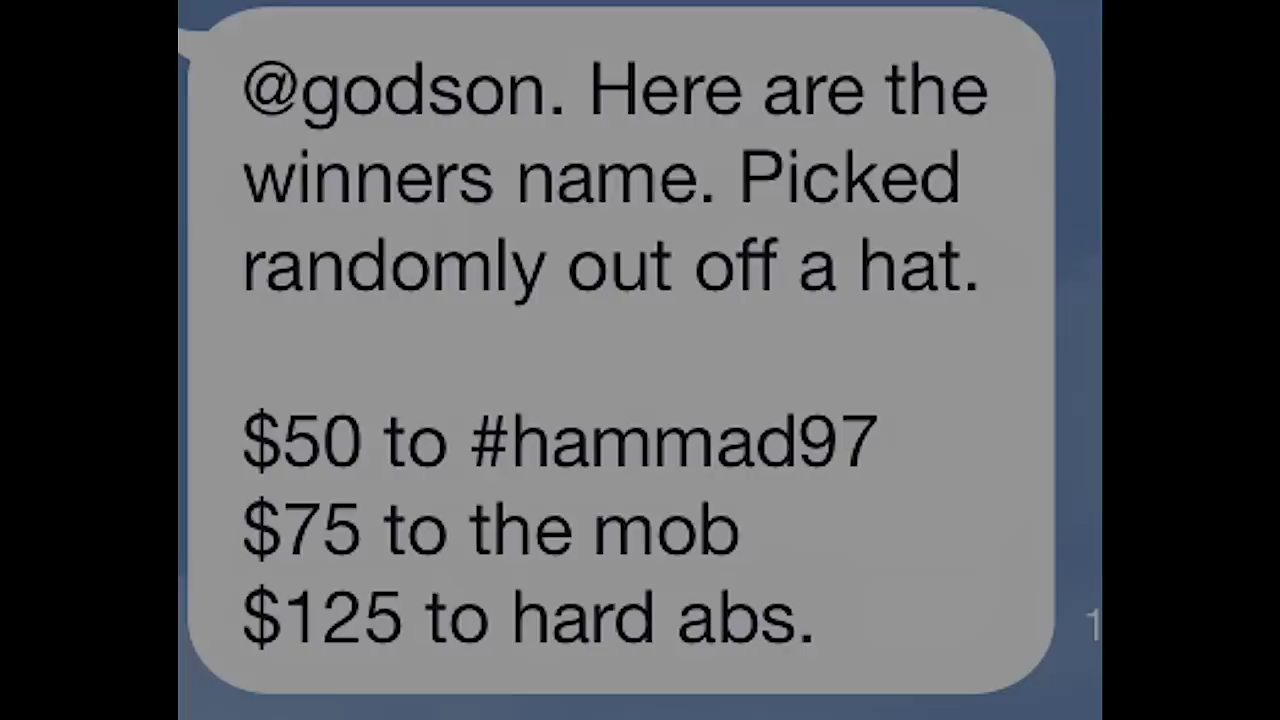 @godson. Here are the
winners name. Picked
randomly out off a hat.
$50 to #hammad97
$75 to the mob
$125 to hard abs.
1